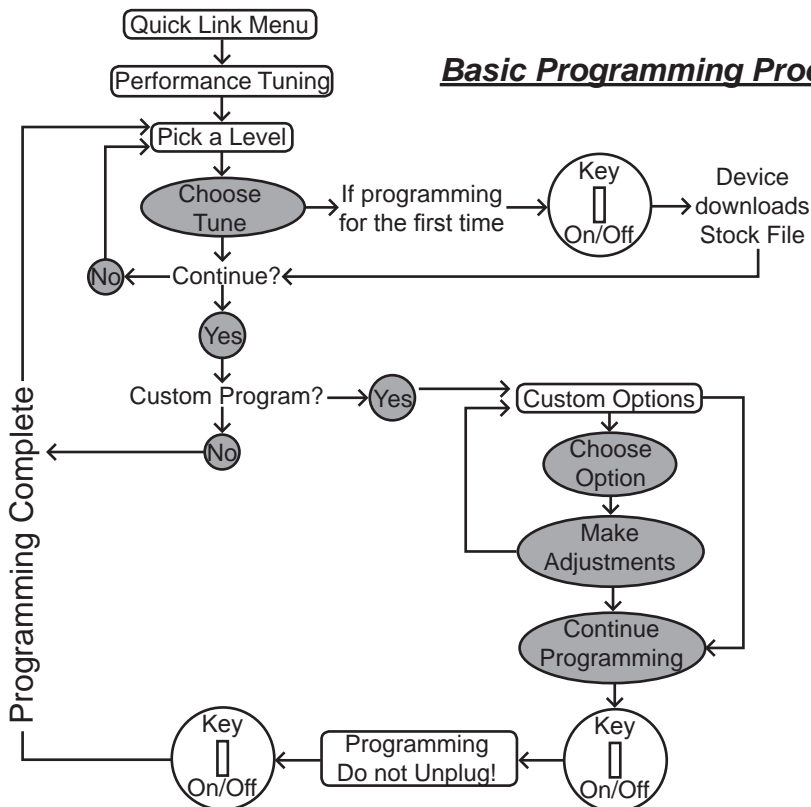 Quick Link Menu
Performance Tuning
Basic Programming Proc
Pick a Level
Choose
Tune
If programming
for the first time
Key
On/Off
Device
downloads
Stock File
No
Continue?
Yes
Custom Program?
Yes
Custom Options
No
Choose
Option
Make
Adjustments
Continue
Programming
Programming Complete
Key
On/Off
Programming
Do not Unplug!
Key
On/Off